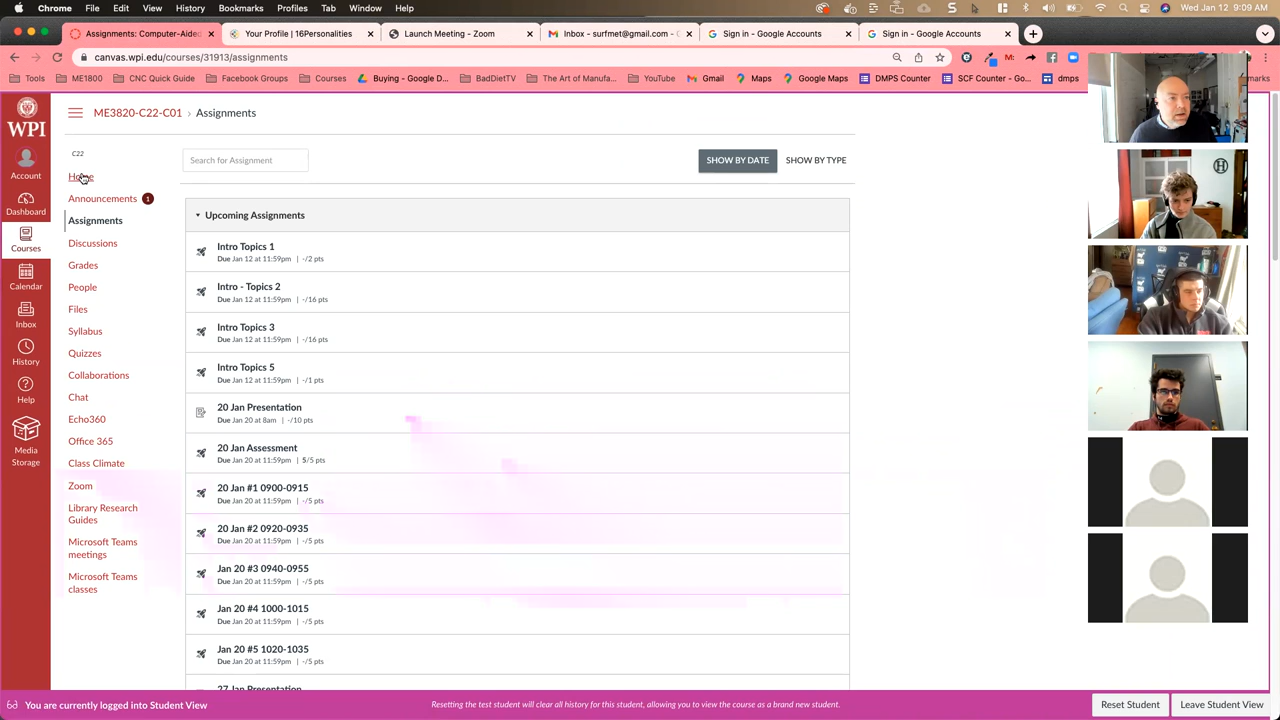 Tab Window Help
Assignments: Computer-Aided
Your Profile | 16Personalities
Launch Meeting - Zoom
Inbox - surfmet@gmail.com -
Sign in - Google Accounts
Sign in - Google Accounts
canvas.wpi.edu/courses/31913/assignments
Tools ME1800 CNC Quick Guide Facebook Groups Courses Buying - Google D... BadDietTV The Art of Manufa... YouTube Gmail Maps Google Maps DMPS Counter SCF Counter - Go... dmps
WPI
Account
Dashboard
Courses
Calendar
Inbox
History
Help
Media
Storage
ME3820-C22-C01 › Assignments
C22
Home
Announcements 1
Assignments
Discussions
Grades
People
Files
Syllabus
Quizzes
Collaborations
Chat
Echo360
Office 365
Class Climate
Zoom
Library Research
Guides
Microsoft Teams
meetings
Microsoft Teams
classes
Search for Assignment
SHOW BY DATE
SHOW BY TYPE
Upcoming Assignments
Intro Topics 1
Due Jan 12 at 11:59pm | -/2 pts
Intro - Topics 2
Due Jan 12 at 11:59pm | -/16 pts
Intro Topics 3
Due Jan 12 at 11:59pm | -/16 pts
Intro Topics 5
Due Jan 12 at 11:59pm | -/1 pts
20 Jan Presentation
Due Jan 20 at 8am | -/10 pts
20 Jan Assessment
Due Jan 20 at 11:59pm | 5/5 pts
20 Jan #1 0900-0915
Due Jan 20 at 11:59pm | -/5 pts
20 Jan #2 0920-0935
Due Jan 20 at 11:59pm | -/5 pts
Jan 20 #3 0940-0955
Due Jan 20 at 11:59pm | -/5 pts
Jan 20 #4 1000-1015
Due Jan 20 at 11:59pm | -/5 pts
Jan 20 #5 1020-1035
Due Jan 20 at 11:59pm | -/5 pts
27 Jan Presentation
You are currently logged into Student View
Resetting the test student will clear all history for this student, allowing you to view the course as a brand new student.
Reset Student
Leave Student View